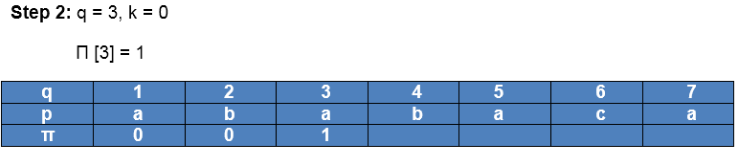 Step 2: q = 3, k = 0
Π [3] = 1
q 1 2 3 4 5 6 7
p a b a b a c a
π 0 0 1